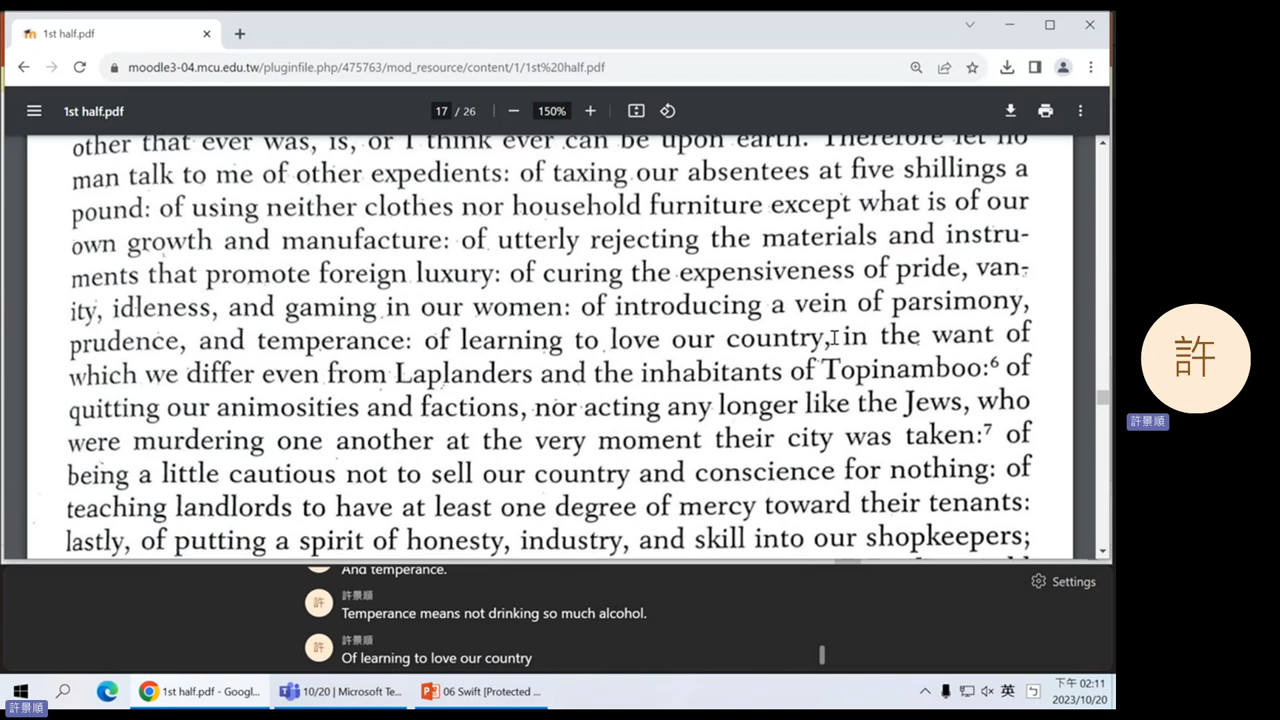 1st half.pdf
moodle3-04.mcu.edu.tw/pluginfile.php/475763/mod_resource/content/1/1st%20half.pdf
1st half.pdf
17 / 26
150%
other that ever was, is, or I think ever can be upon earth. Therefore let no
man talk to me of other expedients: of taxing our absentees at five shillings a
pound: of using neither clothes nor household furniture except what is of our
own growth and manufacture: of utterly rejecting the materials and instru-
ments that promote foreign luxury: of curing the expensiveness of pride, van-
ity, idleness, and gaming in our women: of introducing a vein of parsimony,
prudence, and temperance: of learning to love our country, in the want of
which we differ even from Laplanders and the inhabitants of Topinamboo:⁶ of
quitting our animosities and factions, nor acting any longer like the Jews, who
were murdering one another at the very moment their city was taken:⁷ of
being a little cautious not to sell our country and conscience for nothing: of
teaching landlords to have at least one degree of mercy toward their tenants:
lastly, of putting a spirit of honesty, industry, and skill into our shopkeepers;
許
許景順
And temperance.
Settings
許
許景順
Temperance means not drinking so much alcohol.
許
許景順
Of learning to love our country
1st half.pdf - Googl...
10/20 | Microsoft Te...
06 Swift [Protected ...
英
下午 02:11
2023/10/20
許景順